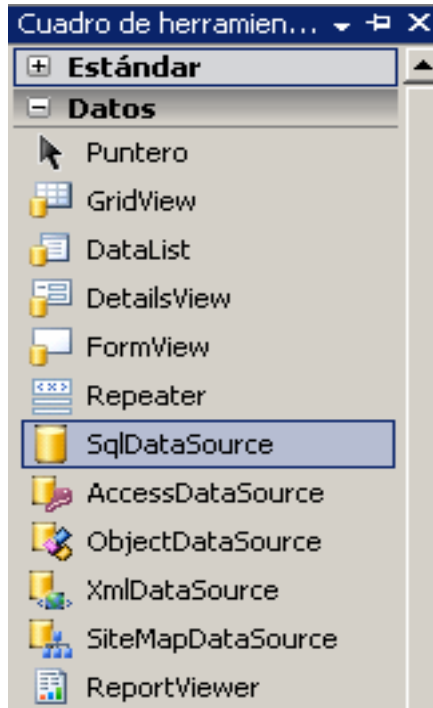 Cuadro de herramien...
Estándar
Datos
Puntero
GridView
DataList
DetailsView
FormView
Repeater
SqlDataSource
AccessDataSource
ObjectDataSource
XmlDataSource
SiteMapDataSource
ReportViewer